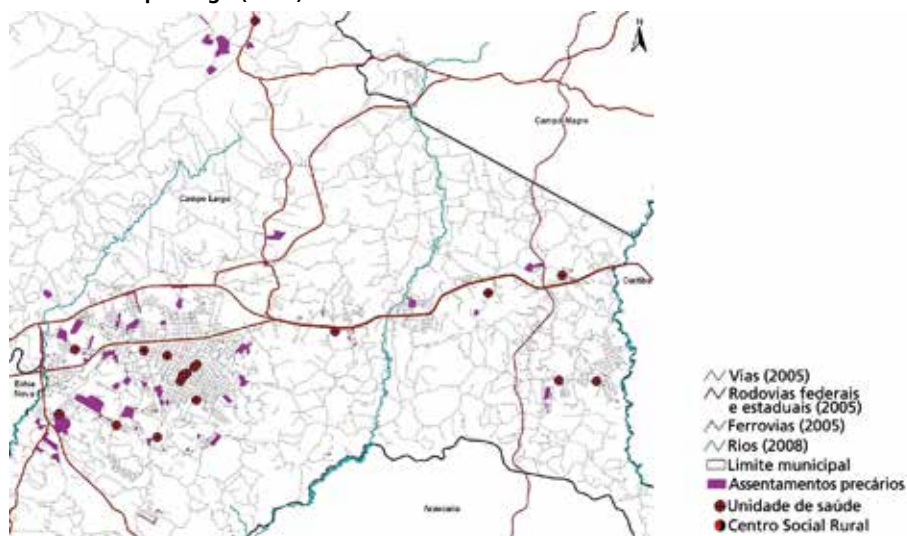 N
Campo Magro
Campo Largo
Curitiba
Balsa
Nova
Araucária
Vias (2005)
Rodovias federais
e estaduais (2005)
Ferrovias (2005)
Rios (2008)
Limite municipal
Assentamentos precários
Unidade de saúde
Centro Social Rural